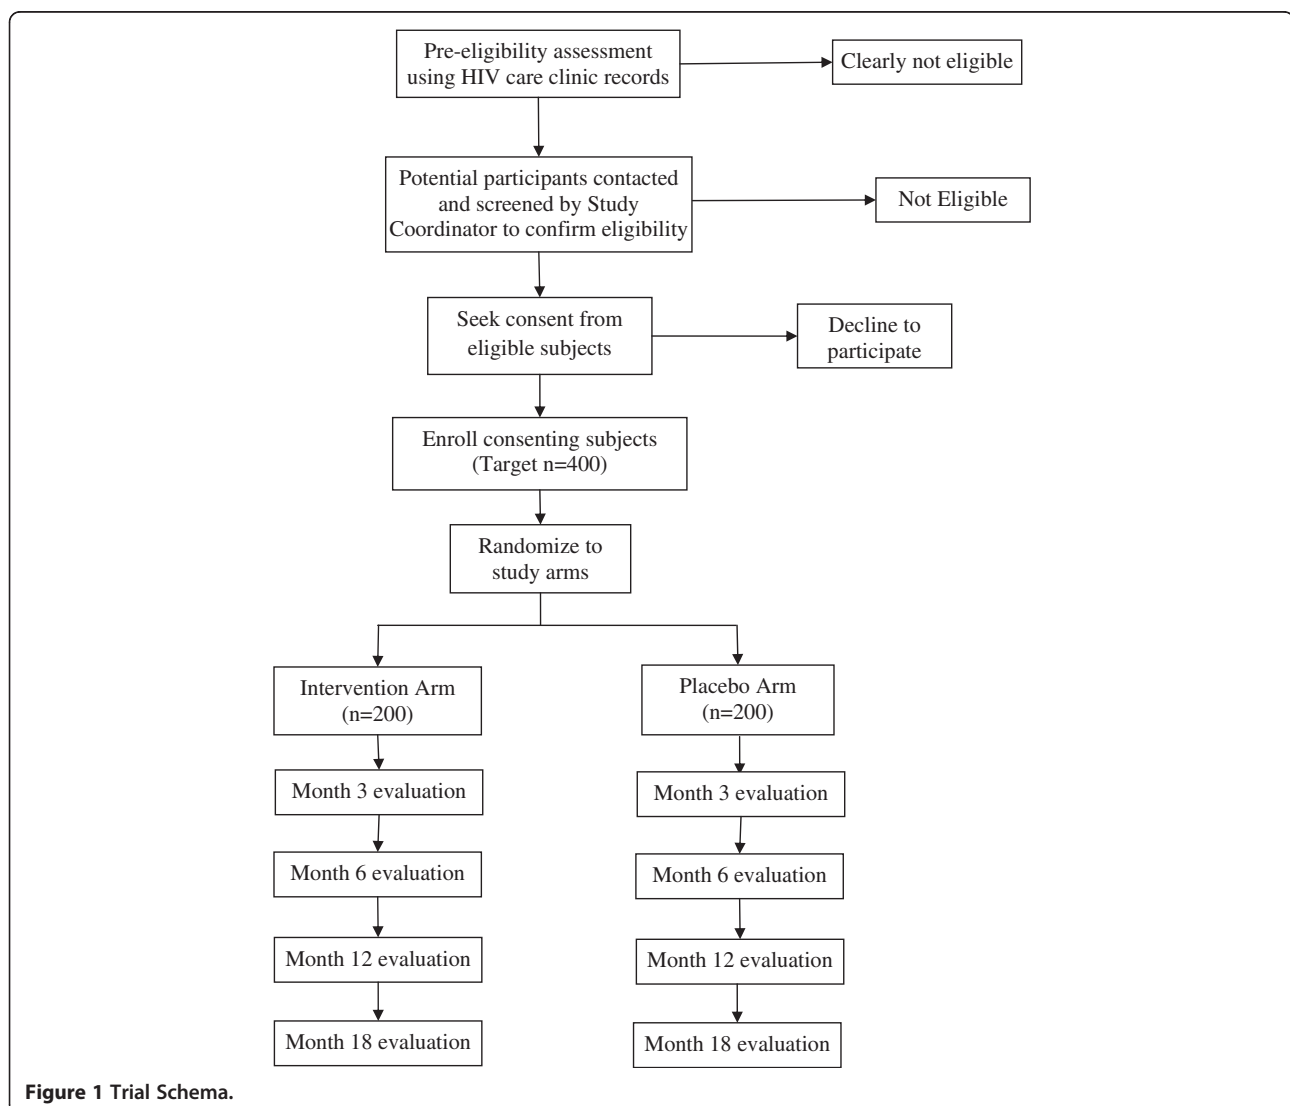 Pre-eligibility assessment
using HIV care clinic records
Clearly not eligible
Potential participants contacted
and screened by Study
Coordinator to confirm eligibility
Not Eligible
Seek consent from
eligible subjects
Decline to
participate
Enroll consenting subjects
(Target n=400)
Randomize to
study arms
Intervention Arm
(n=200)
Placebo Arm
(n=200)
Month 3 evaluation
Month 3 evaluation
Month 6 evaluation
Month 6 evaluation
Month 12 evaluation
Month 12 evaluation
Month 18 evaluation
Month 18 evaluation
Figure 1 Trial Schema.